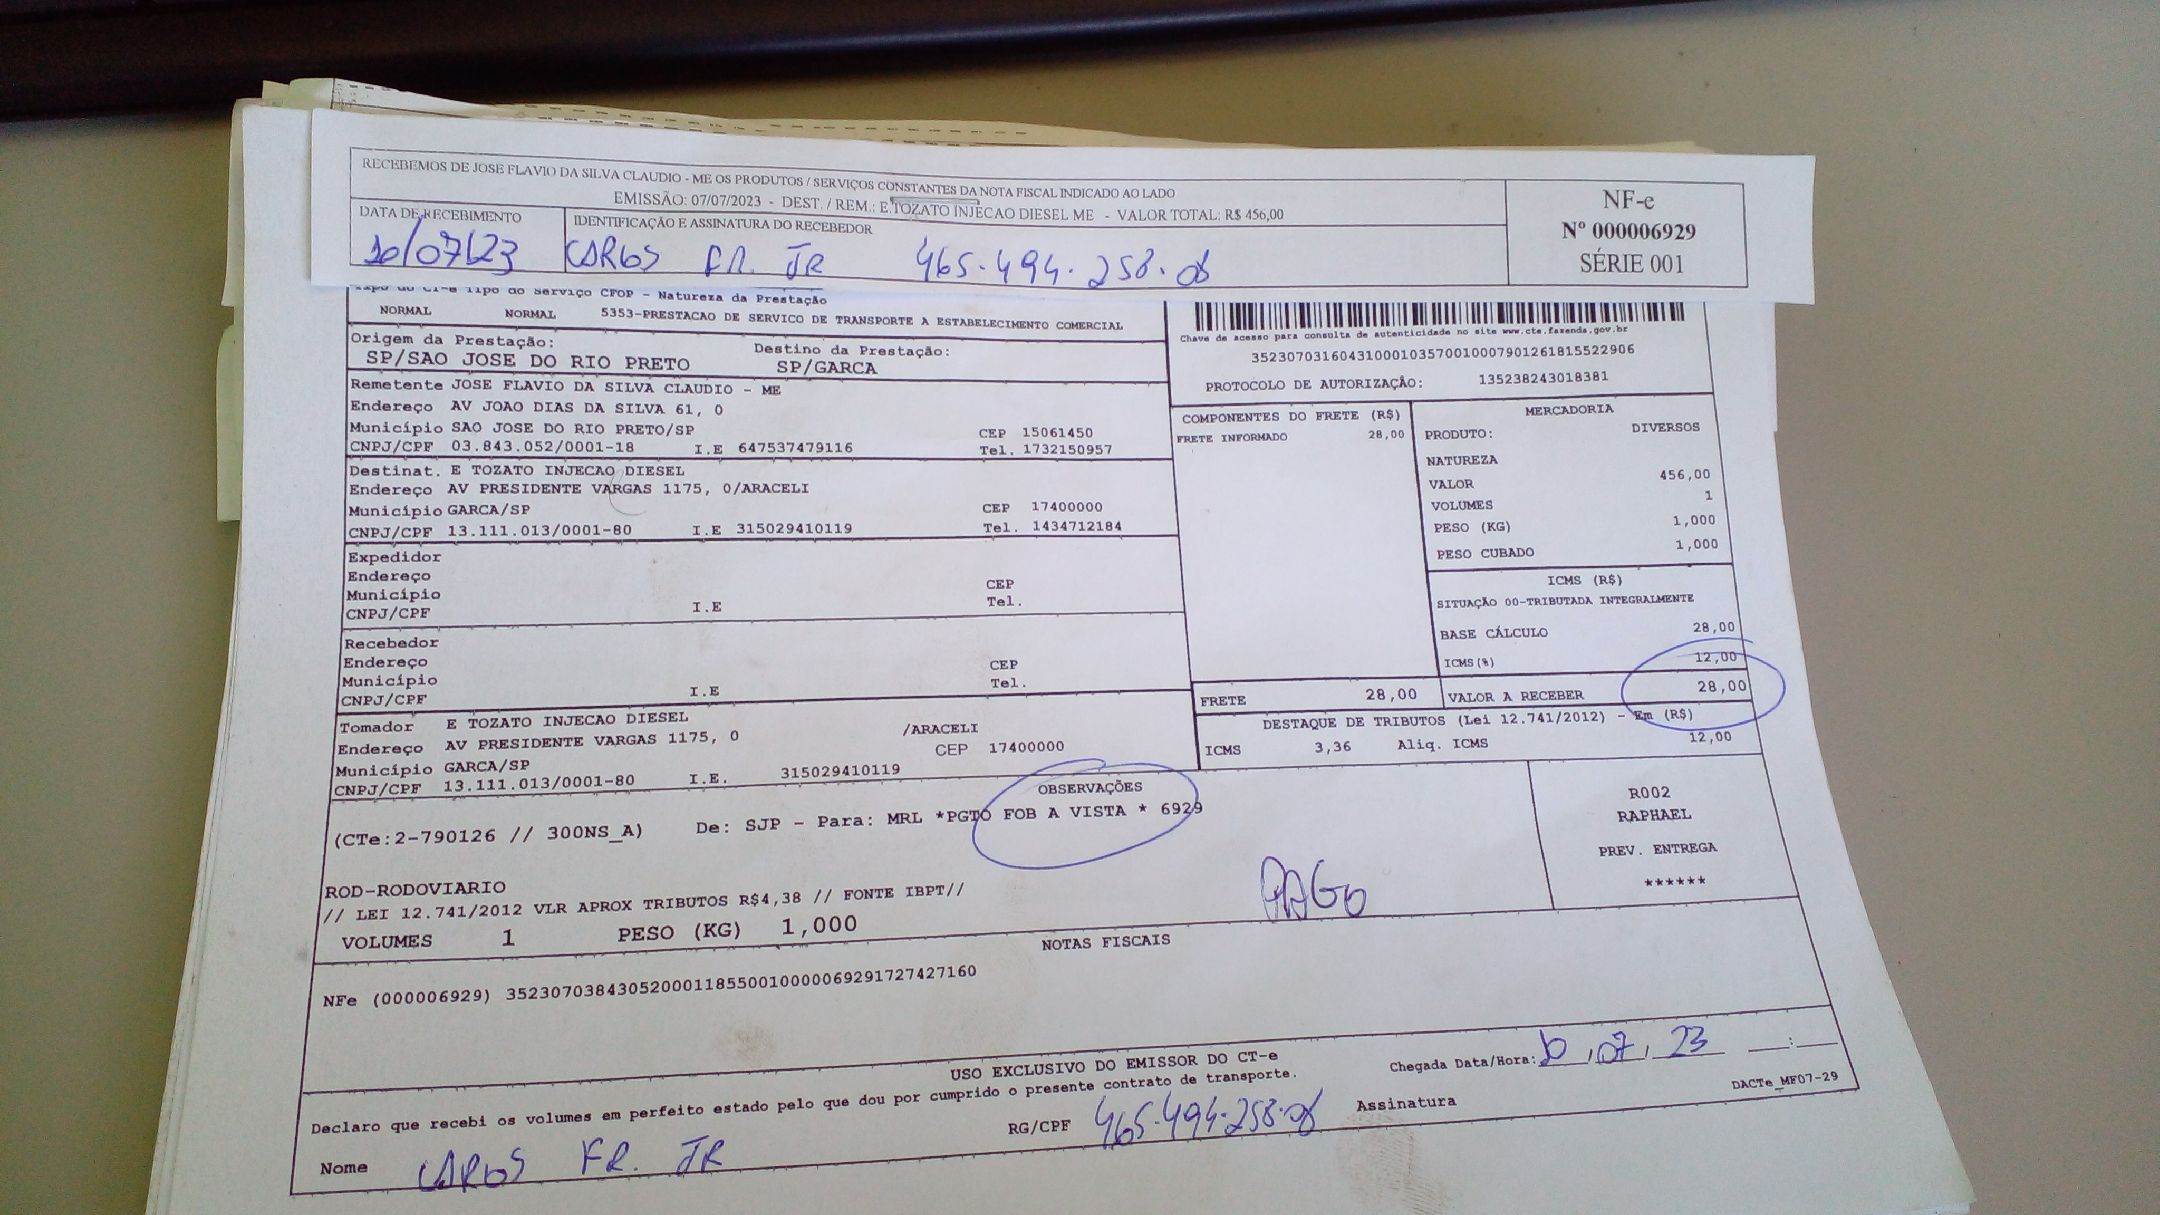 RECEBEMOS DE JOSE FLAVIO DA SILVA CLAUDIO - ME OS PRODUTOS / SERVIÇOS CONSTANTES DA NOTA FISCAL INDICADO AO LADO
EMISSÃO: 07/07/2023 - DEST. / REM.: E.TOZATO INJECAO DIESEL ME - VALOR TOTAL: R$ 456,00
DATA DE RECEBIMENTO
IDENTIFICAÇÃO E ASSINATURA DO RECEBEDOR
10/07/23 CARLOS FR. JR 465.494.258.08
NF-e
Nº 000006929
SÉRIE 001
Tipo do CT-e Tipo do Serviço CFOP - Natureza da Prestação
NORMAL NORMAL 5353-PRESTACAO DE SERVICO DE TRANSPORTE A ESTABELECIMENTO COMERCIAL
Origem da Prestação: Destino da Prestação:
SP/SAO JOSE DO RIO PRETO SP/GARCA
Chave de acesso para consulta de autenticidade no site www.cte.fazenda.gov.br
35230703160431000103570010007901261815522906
PROTOCOLO DE AUTORIZAÇÃO: 135238243018381
Remetente JOSE FLAVIO DA SILVA CLAUDIO - ME
Endereço AV JOAO DIAS DA SILVA 61, 0
Município SAO JOSE DO RIO PRETO/SP CEP 15061450
CNPJ/CPF 03.843.052/0001-18 I.E 647537479116 Tel. 1732150957
Destinat. E TOZATO INJECAO DIESEL
Endereço AV PRESIDENTE VARGAS 1175, 0/ARACELI
Município GARCA/SP CEP 17400000
CNPJ/CPF 13.111.013/0001-80 I.E 315029410119 Tel. 1434712184
Expedidor
Endereço
Município CEP
CNPJ/CPF I.E Tel.
Recebedor
Endereço
Município CEP
CNPJ/CPF I.E Tel.
Tomador E TOZATO INJECAO DIESEL
Endereço AV PRESIDENTE VARGAS 1175, 0 /ARACELI
Município GARCA/SP CEP 17400000
CNPJ/CPF 13.111.013/0001-80 I.E. 315029410119
COMPONENTES DO FRETE (R$)
FRETE INFORMADO 28,00
MERCADORIA
PRODUTO: DIVERSOS
NATUREZA
VALOR 456,00
VOLUMES 1
PESO (KG) 1,000
PESO CUBADO 1,000
ICMS (R$)
SITUAÇÃO 00-TRIBUTADA INTEGRALMENTE
BASE CÁLCULO 28,00
ICMS(%) 12,00
FRETE 28,00 VALOR A RECEBER 28,00
DESTAQUE DE TRIBUTOS (Lei 12.741/2012) - Em (R$)
ICMS 3,36 Aliq. ICMS 12,00
OBSERVAÇÕES
(CTe:2-790126 // 300NS_A) De: SJP - Para: MRL *PGTO FOB A VISTA * 6929
R002
RAPHAEL
PREV. ENTREGA
******
ROD-RODOVIARIO
// LEI 12.741/2012 VLR APROX TRIBUTOS R$4,38 // FONTE IBPT//
PAGO
VOLUMES 1 PESO (KG) 1,000
NOTAS FISCAIS
NFe (000006929) 35230703843052000118550010000069291727427160
USO EXCLUSIVO DO EMISSOR DO CT-e
Declaro que recebi os volumes em perfeito estado pelo que dou por cumprido o presente contrato de transporte.
Chegada Data/Hora: 10,07,23 __:__
DACTe_MF07-29
Nome CARLOS FR. JR RG/CPF 465.494.258.08 Assinatura